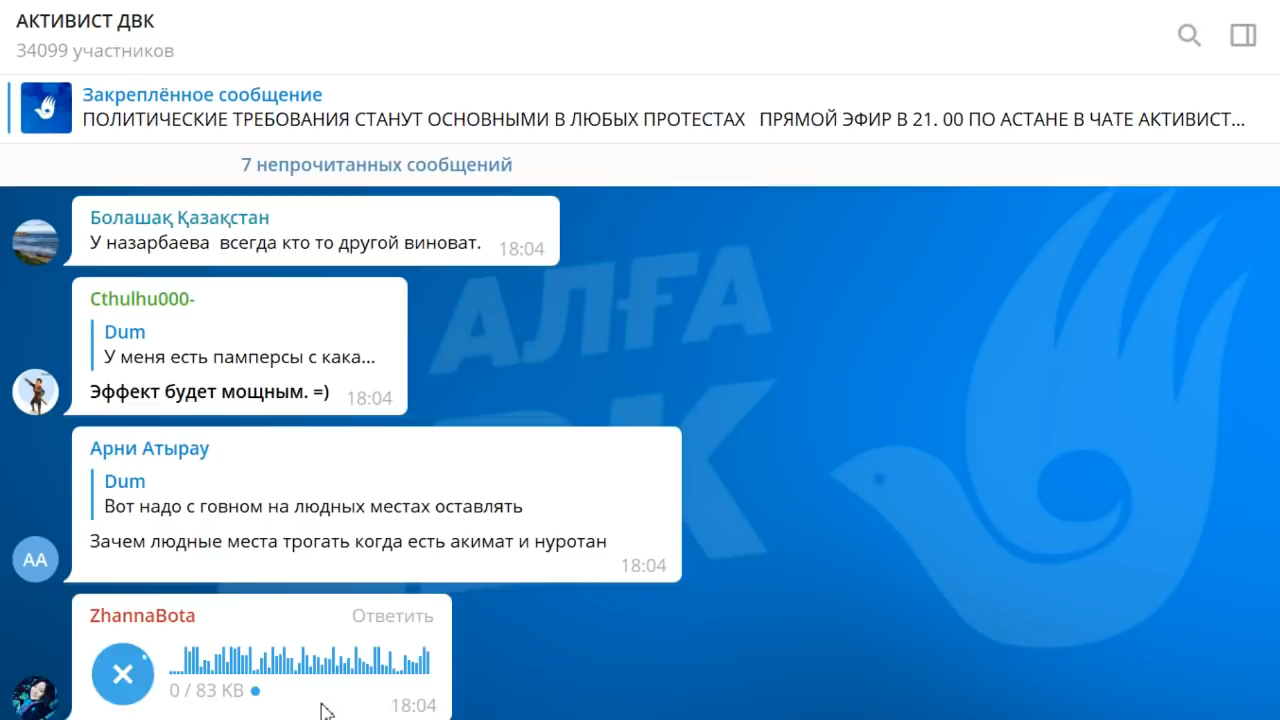 АКТИВИСТ ДВК
34099 участников
Закреплённое сообщение
ПОЛИТИЧЕСКИЕ ТРЕБОВАНИЯ СТАНУТ ОСНОВНЫМИ В ЛЮБЫХ ПРОТЕСТАХ ПРЯМОЙ ЭФИР В 21. 00 ПО АСТАНЕ В ЧАТЕ АКТИВИСТ...
7 непрочитанных сообщений
Болашақ Қазақстан
У назарбаева всегда кто то другой виноват. 18:04
АЛҒА
Cthulhu000-
Dum
У меня есть памперсы с кака...
Эффект будет мощным. =) 18:04
Арни Атырау
Dum
Вот надо с говном на людных местах оставлять
Зачем людные места трогать когда есть акимат и нуротан
АА
18:04
ZhannaBota Ответить
0 / 83 KB
18:04